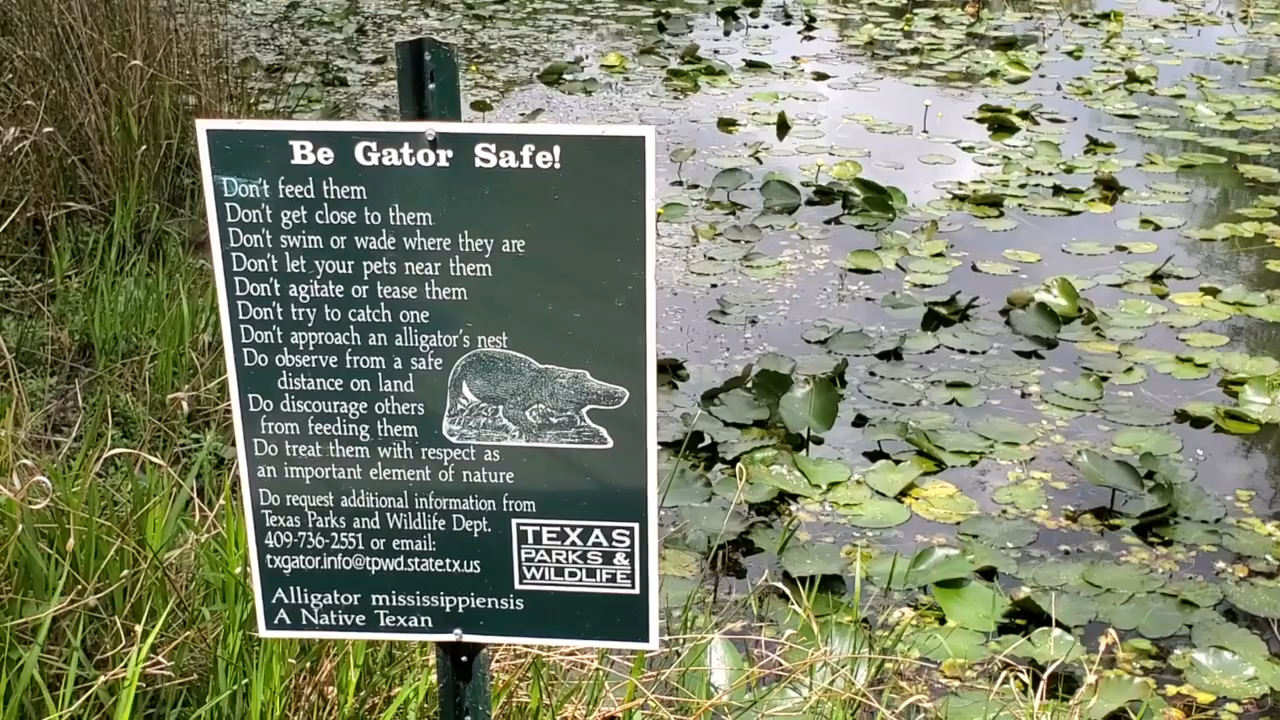 Be Gator Safe!
Don't feed them
Don't get close to them
Don't swim or wade where they are
Don't let your pets near them
Don't agitate or tease them
Don't try to catch one
Don't approach an alligator's nest
Do observe from a safe
distance on land
Do discourage others
from feeding them
Do treat them with respect as
an important element of nature
Do request additional information from
Texas Parks and Wildlife Dept.
409-736-2551 or email:
txgator.info@tpwd.state.tx.us
TEXAS
PARKS &
WILDLIFE
Alligator mississippiensis
A Native Texan